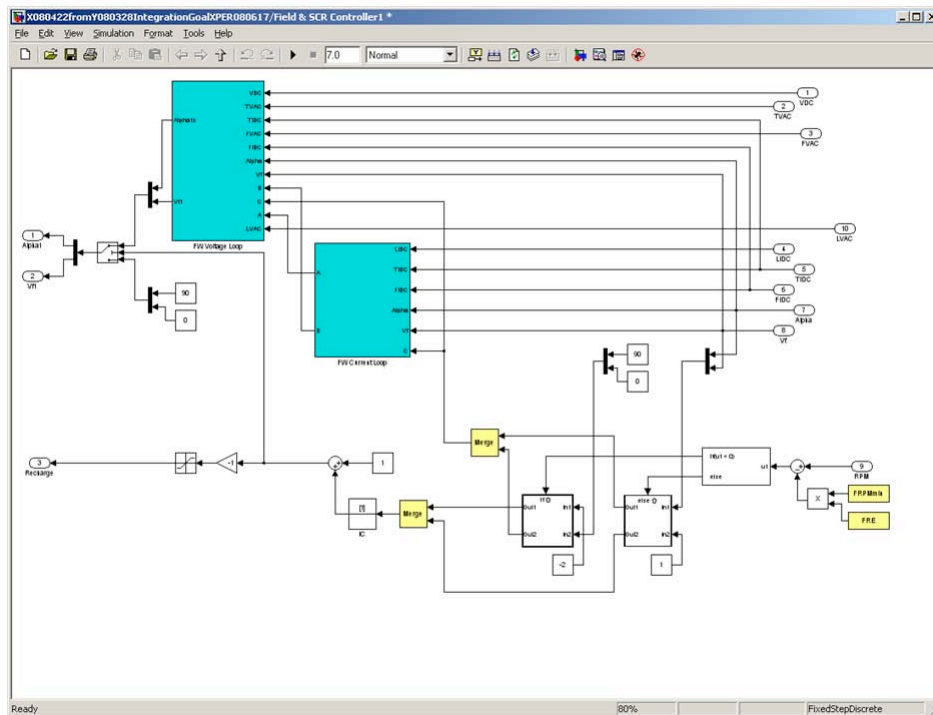 X080422fromY080328IntegrationGoalXPER080617/Field & SCR Controller1 *
File Edit View Simulation Format Tools Help
7.0 Normal
VDC
1
VDC
TVAC
2
TVAC
TIDC
FVAC
3
FVAC
FIDC
Alpha
Vf
B
C
A
LVAC
10
LVAC
Vf1
FW Voltage Loop
1
Alpha1
2
Vf1
90
0
LIDC
4
LIDC
TIDC
5
TIDC
FIDC
6
FIDC
Alpha
7
Alpha
Vf
8
Vf
C
A
B
FW Current Loop
90
0
Merge
3
Recharge
-1
1
if(u1 < 0)
else
u1
9
RPM
X
FRPMmin
FRE
[1]
IC
Merge
if {}
Out1 In1
Out2 In2
else {}
Out1 In1
Out2 In2
-2
1
Ready 80% FixedStepDiscrete